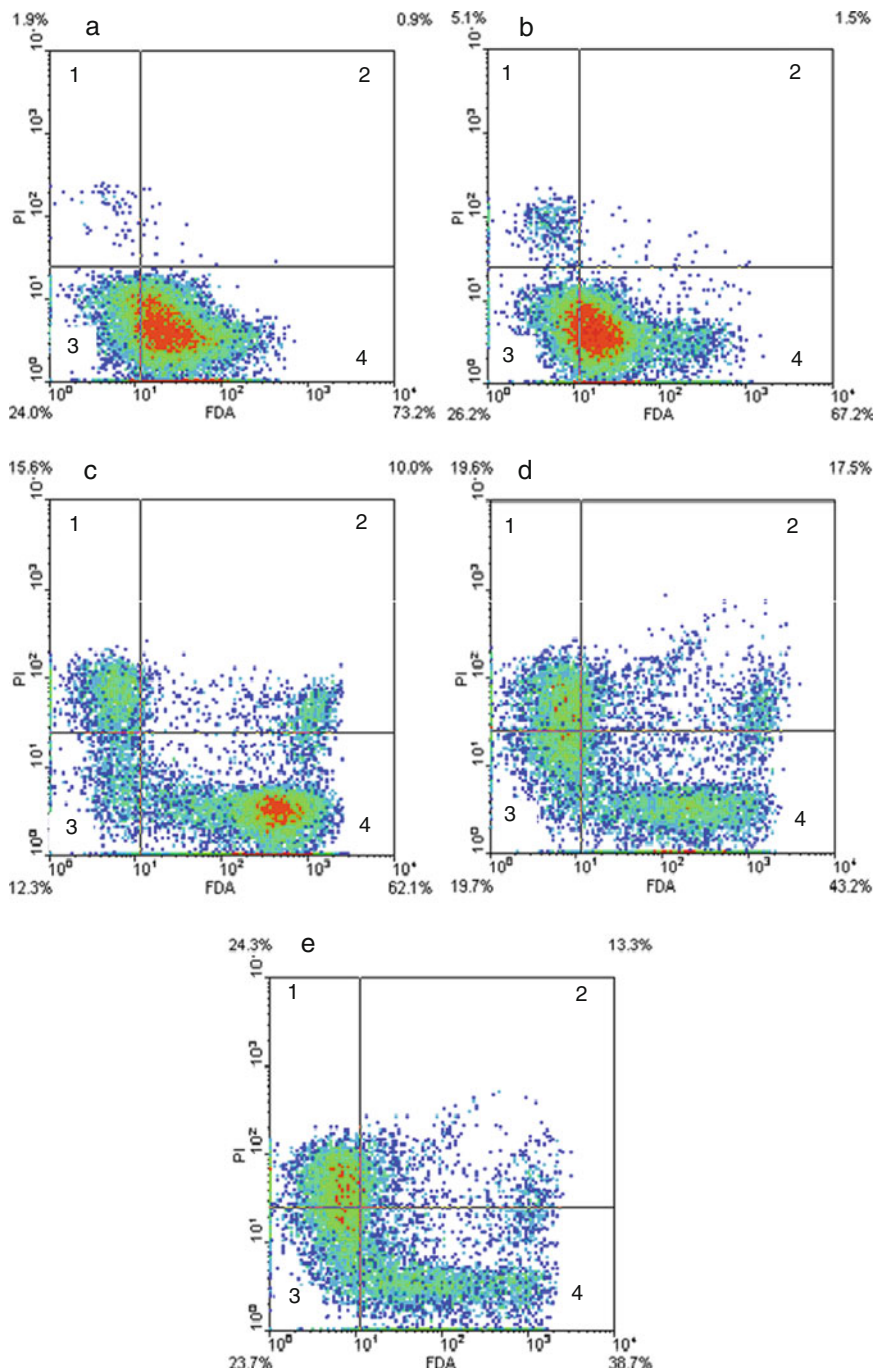 1.9% a 0.9%
10.
1 2
10³
PI
10²
10¹
3 4
10⁰
10⁰ 10¹ 10² 10³ 10⁴
24.0% FDA 73.2%
5.1% b 1.5%
10.
1 2
10³
PI
10²
10¹
3 4
10⁰
10⁰ 10¹ 10² 10³ 10⁴
26.2% FDA 67.2%
15.6% c 10.0%
10.
1 2
10³
PI
10²
10¹
3 4
10⁰
10⁰ 10¹ 10² 10³ 10⁴
12.3% FDA 62.1%
19.6% d 17.5%
10.
1 2
10³
PI
10²
10¹
3 4
10⁰
10⁰ 10¹ 10² 10³ 10⁴
19.7% FDA 43.2%
24.3% e 13.3%
10.
1 2
10³
PI
10²
10¹
3 4
10⁰
10⁰ 10¹ 10² 10³ 10⁴
23.7% FDA 38.7%